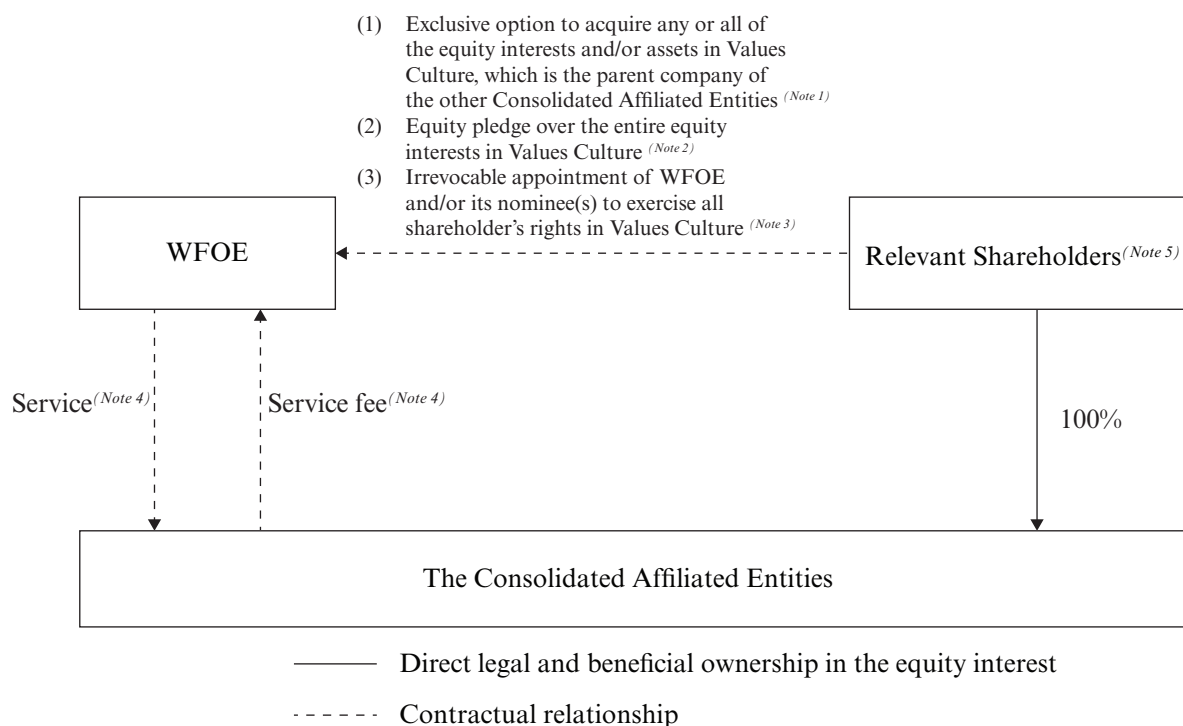 (1) Exclusive option to acquire any or all of
the equity interests and/or assets in Values
Culture, which is the parent company of
the other Consolidated Affiliated Entities (Note 1)
(2) Equity pledge over the entire equity
interests in Values Culture (Note 2)
(3) Irrevocable appointment of WFOE
and/or its nominee(s) to exercise all
shareholder’s rights in Values Culture (Note 3)
WFOE
Relevant Shareholders(Note 5)
Service(Note 4)
Service fee(Note 4)
100%
The Consolidated Affiliated Entities
Direct legal and beneficial ownership in the equity interest
Contractual relationship